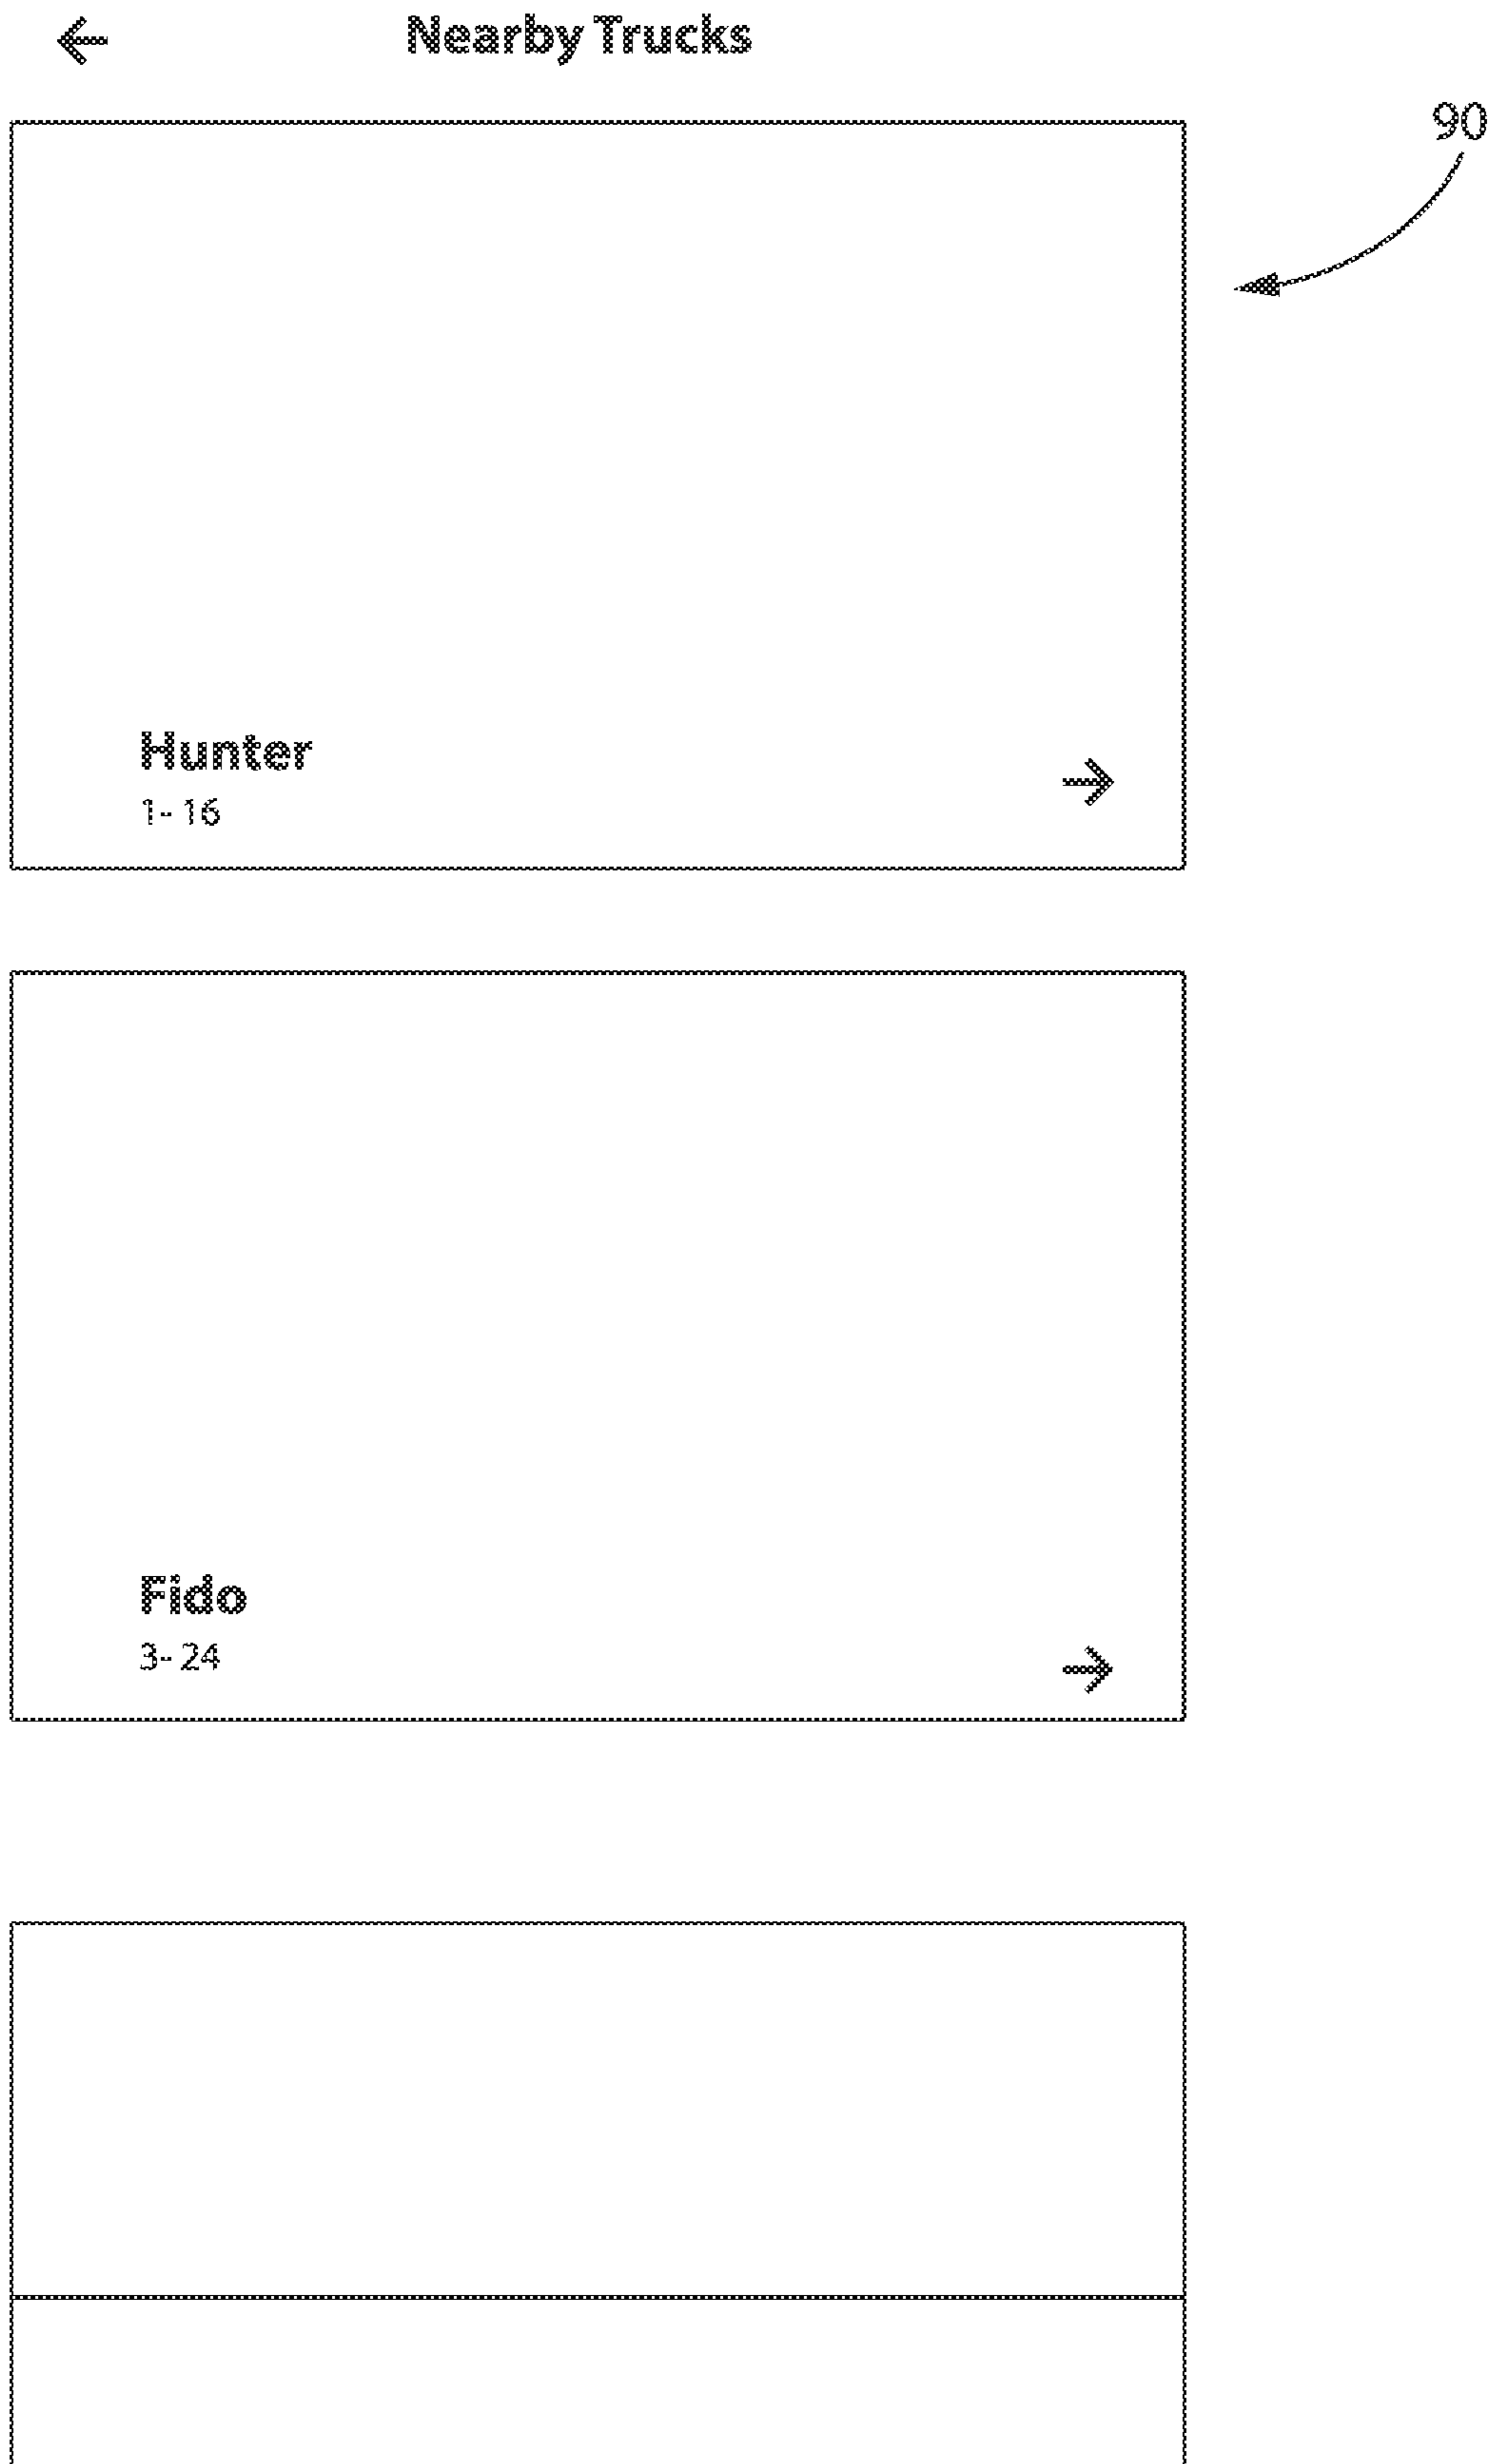 Nearby Trucks
90
Hunter
1- 16
Fido
3- 24